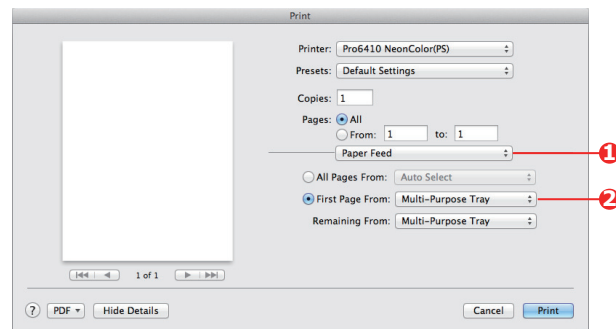 Print
Printer: Pro6410 NeonColor(PS)
Presets: Default Settings
Copies: 1
Pages: All
From: 1 to: 1
Paper Feed
1
All Pages From: Auto Select
First Page From: Multi-Purpose Tray
2
Remaining From: Multi-Purpose Tray
1 of 1
? PDF Hide Details Cancel Print